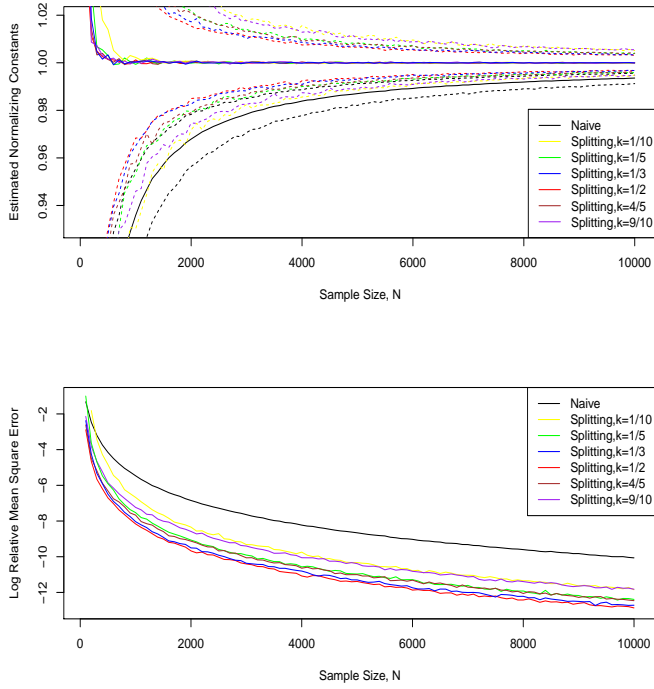 Estimated Normalizing Constants
1.02
1.00
0.98
0.96
0.94
0
2000
4000
6000
8000
10000
Sample Size, N
Naive
Splitting,k=1/10
Splitting,k=1/5
Splitting,k=1/3
Splitting,k=1/2
Splitting,k=4/5
Splitting,k=9/10
Log Relative Mean Square Error
−2
−4
−6
−8
−10
−12
0
2000
4000
6000
8000
10000
Sample Size, N
Naive
Splitting,k=1/10
Splitting,k=1/5
Splitting,k=1/3
Splitting,k=1/2
Splitting,k=4/5
Splitting,k=9/10